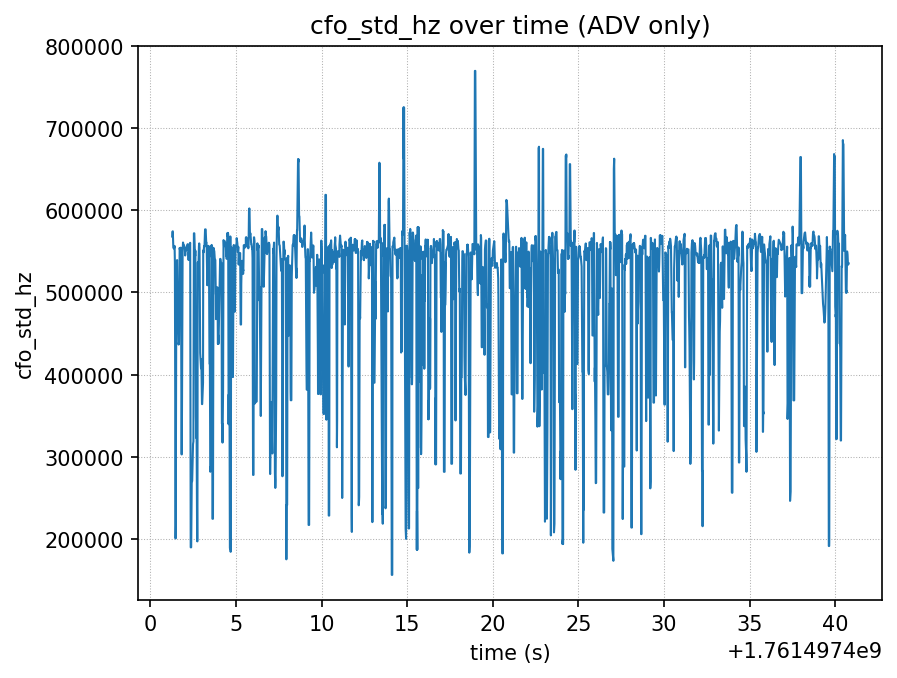 cfo_std_hz over time (ADV only)
800000
700000
600000
500000
400000
300000
200000
cfo_std_hz
0 5 10 15 20 25 30 35 40
time (s)
+1.7614974e9